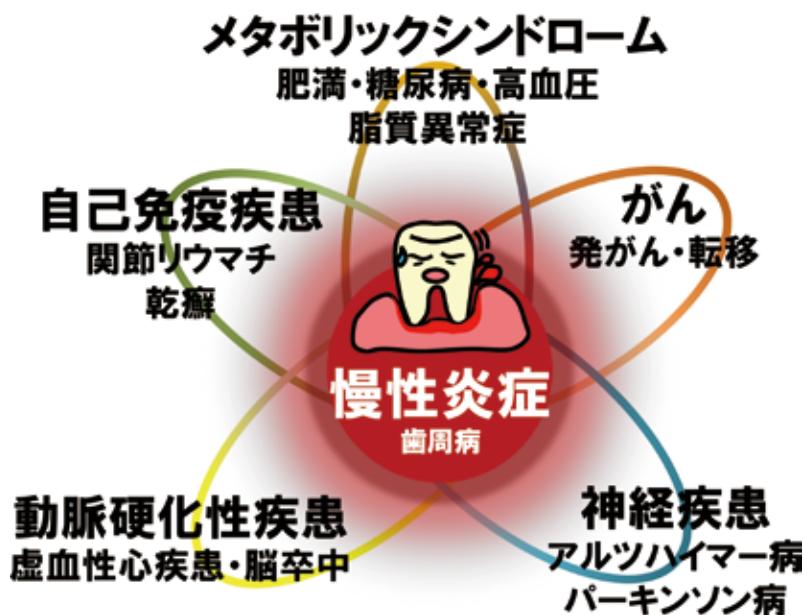 メタボリックシンドローム
肥満・糖尿病・高血圧
脂質異常症
自己免疫疾患
関節リウマチ
乾癬
がん
発がん・転移
慢性炎症
歯周病
動脈硬化性疾患
虚血性心疾患・脳卒中
神経疾患
アルツハイマー病
パーキンソン病